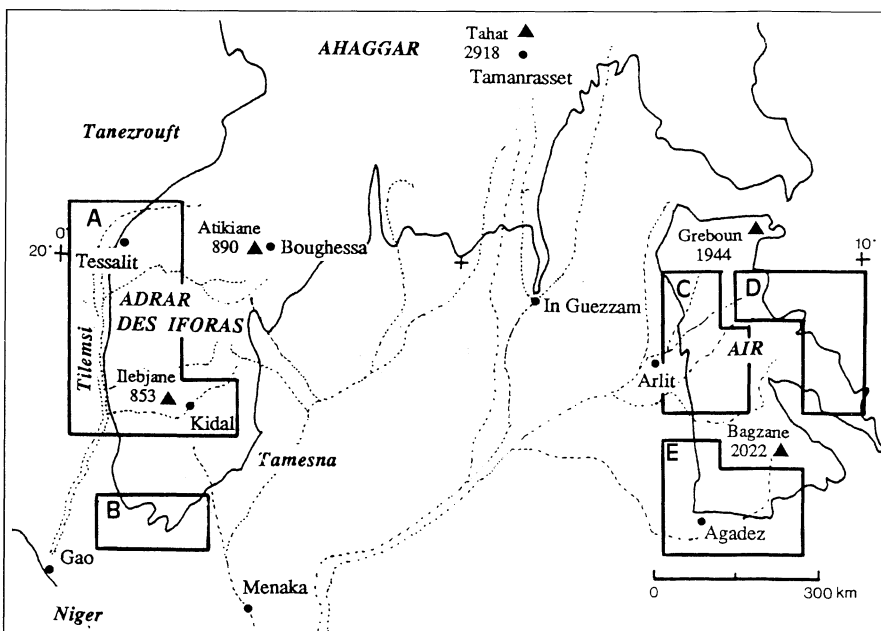 Tahat
AHAGGAR
2918
Tamanrasset
Tanezrouft
A
0°
20°
Tessalit
Atikiane
890
Boughessa
Greboun
1944
10°
ADRAR
DES IFORAS
In Guezzam
C
D
AIR
Tilemsi
Ilebjane
853
Kidal
Arlit
Tamesna
Bagzane
2022
E
B
Agadez
Gao
Menaka
Niger
0
300 km